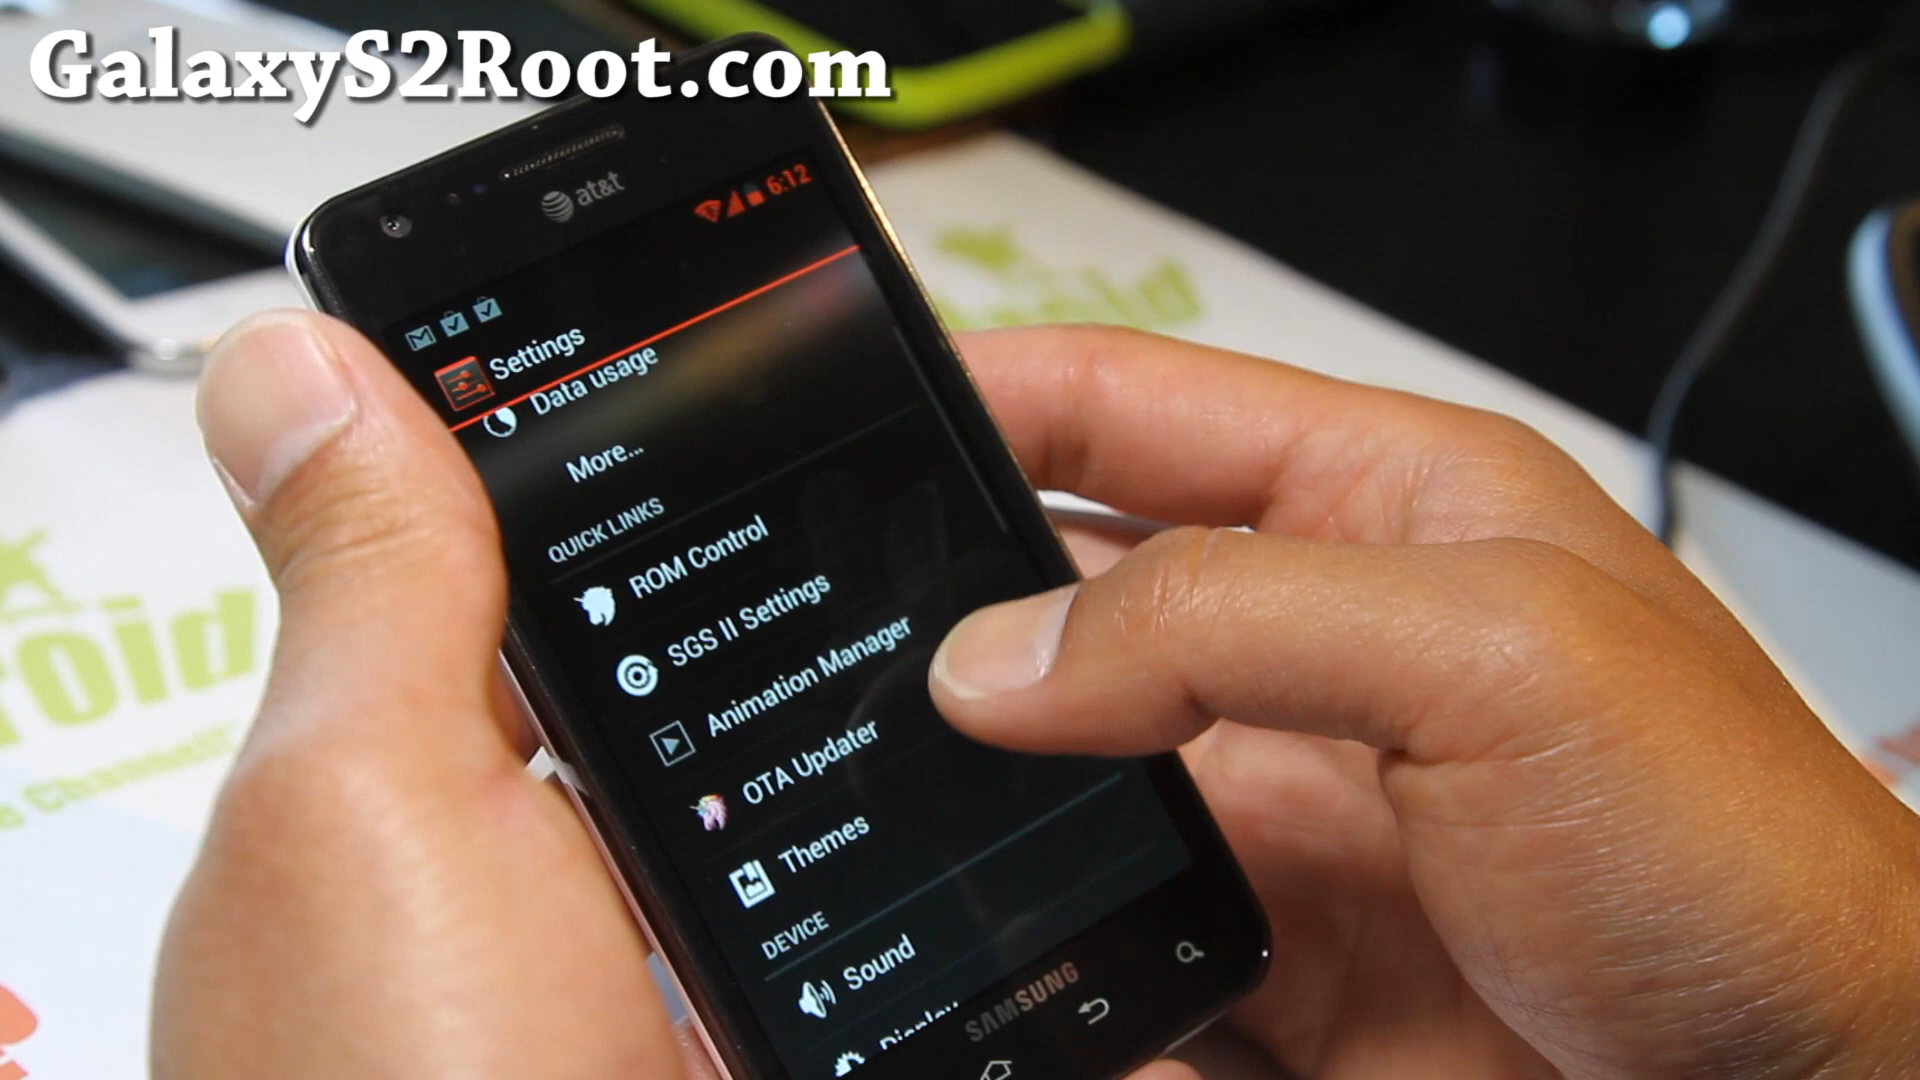 GalaxyS2Root.com
at&t
6:12
Settings
Data usage
More...
QUICK LINKS
ROM Control
SGS II Settings
Animation Manager
OTA Updater
Themes
DEVICE
Sound
Display
SAMSUNG